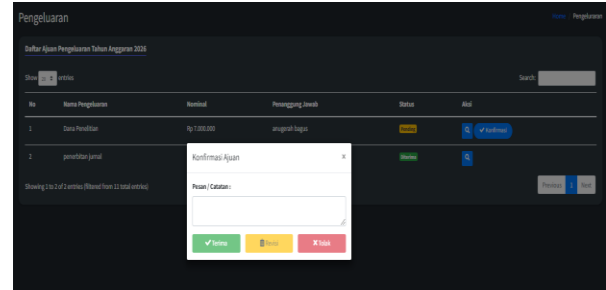 Pengeluaran
Home / Pengeluaran
Daftar Ajuan Pengeluaran Tahun Anggaran 2026
Show entries
Search:
No Nama Pengeluaran Nominal Penanggung Jawab Status Aksi
1 Dana Penelitian Rp 7.000.000 anugerah bagus Pending Konfirmasi
2 penerbitan jurnal Diterima
Showing 1 to 2 of 2 entries (filtered from 11 total entries)
Previous 1 Next
Konfirmasi Ajuan x
Pesan / Catatan :
Terima Revisi Tolak